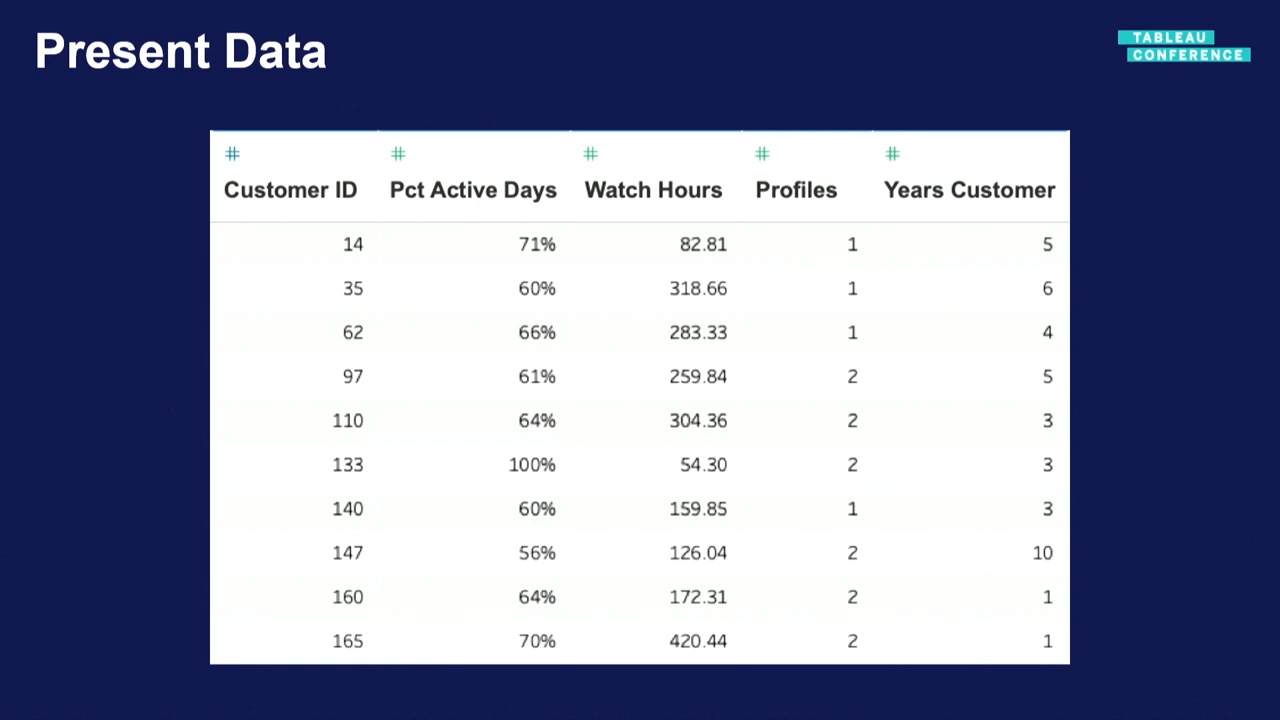 Present Data
TABLEAU
CONFERENCE
# # # # #
Customer ID Pct Active Days Watch Hours Profiles Years Customer
14 71% 82.81 1 5
35 60% 318.66 1 6
62 66% 283.33 1 4
97 61% 259.84 2 5
110 64% 304.36 2 3
133 100% 54.30 2 3
140 60% 159.85 1 3
147 56% 126.04 2 10
160 64% 172.31 2 1
165 70% 420.44 2 1